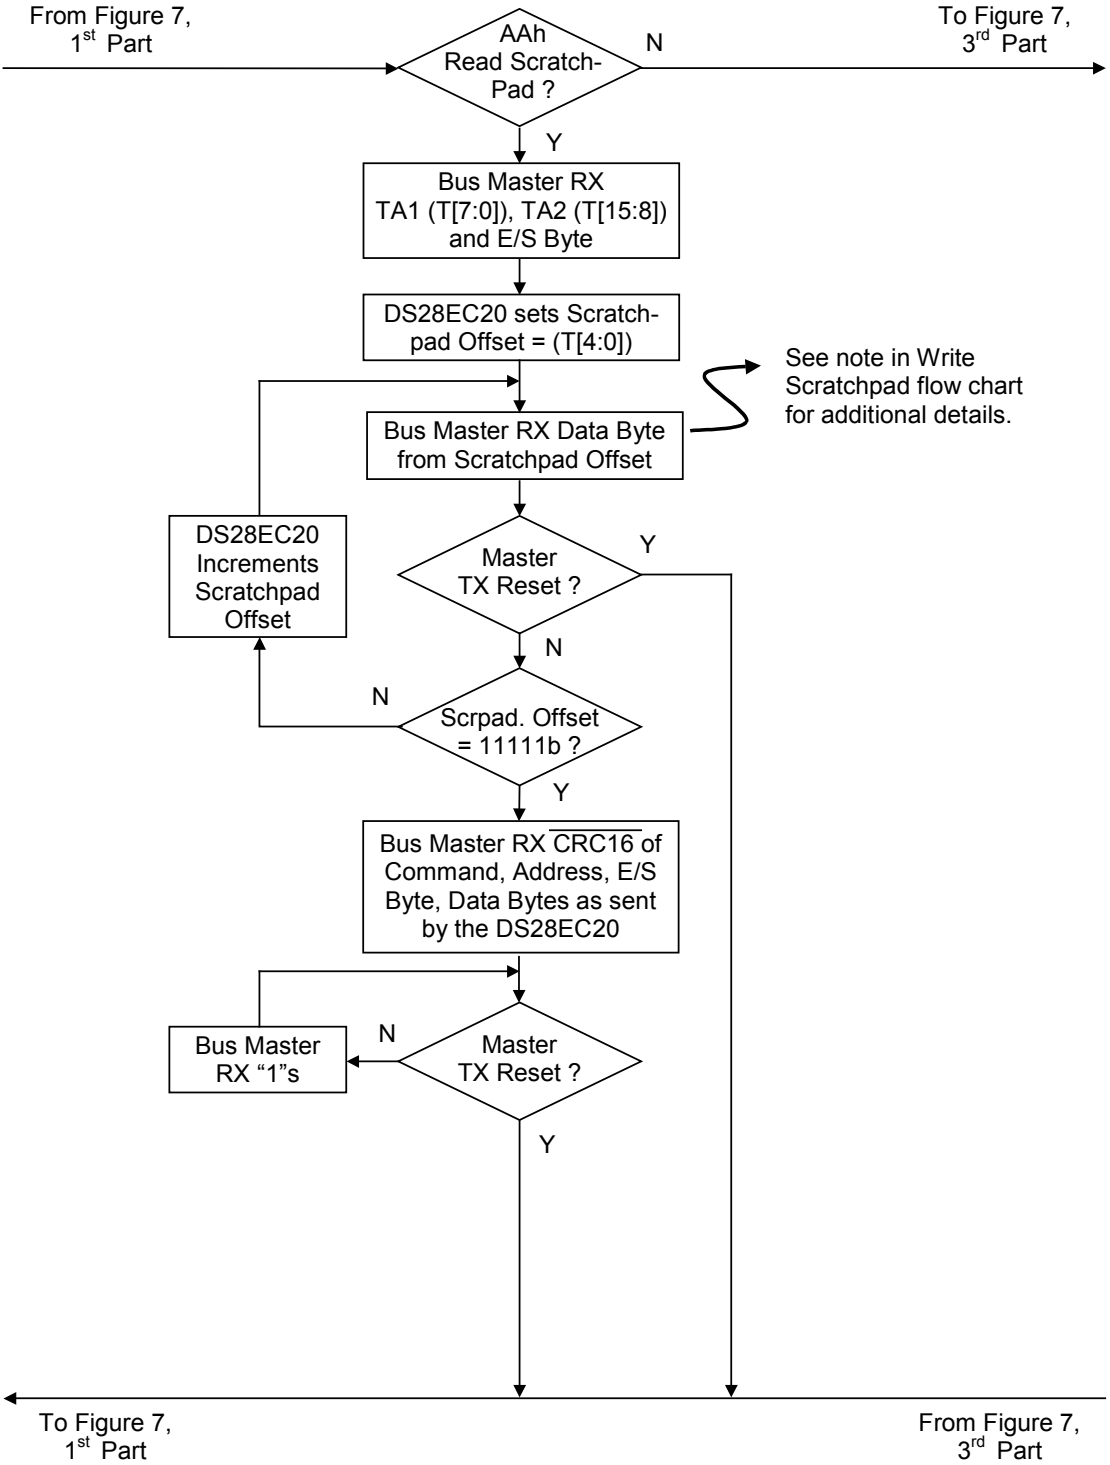 From Figure 7,
1st Part
AAh
Read Scratch-
Pad ?
N
To Figure 7,
3rd Part
Y
Bus Master RX
TA1 (T[7:0]), TA2 (T[15:8])
and E/S Byte
DS28EC20 sets Scratch-
pad Offset = (T[4:0])
See note in Write
Scratchpad flow chart
for additional details.
Bus Master RX Data Byte
from Scratchpad Offset
DS28EC20
Increments
Scratchpad
Offset
Master
TX Reset ?
Y
N
N
Scrpad. Offset
= 11111b ?
Y
Bus Master RX CRC16 of
Command, Address, E/S
Byte, Data Bytes as sent
by the DS28EC20
Bus Master
RX “1”s
N
Master
TX Reset ?
Y
To Figure 7,
1st Part
From Figure 7,
3rd Part